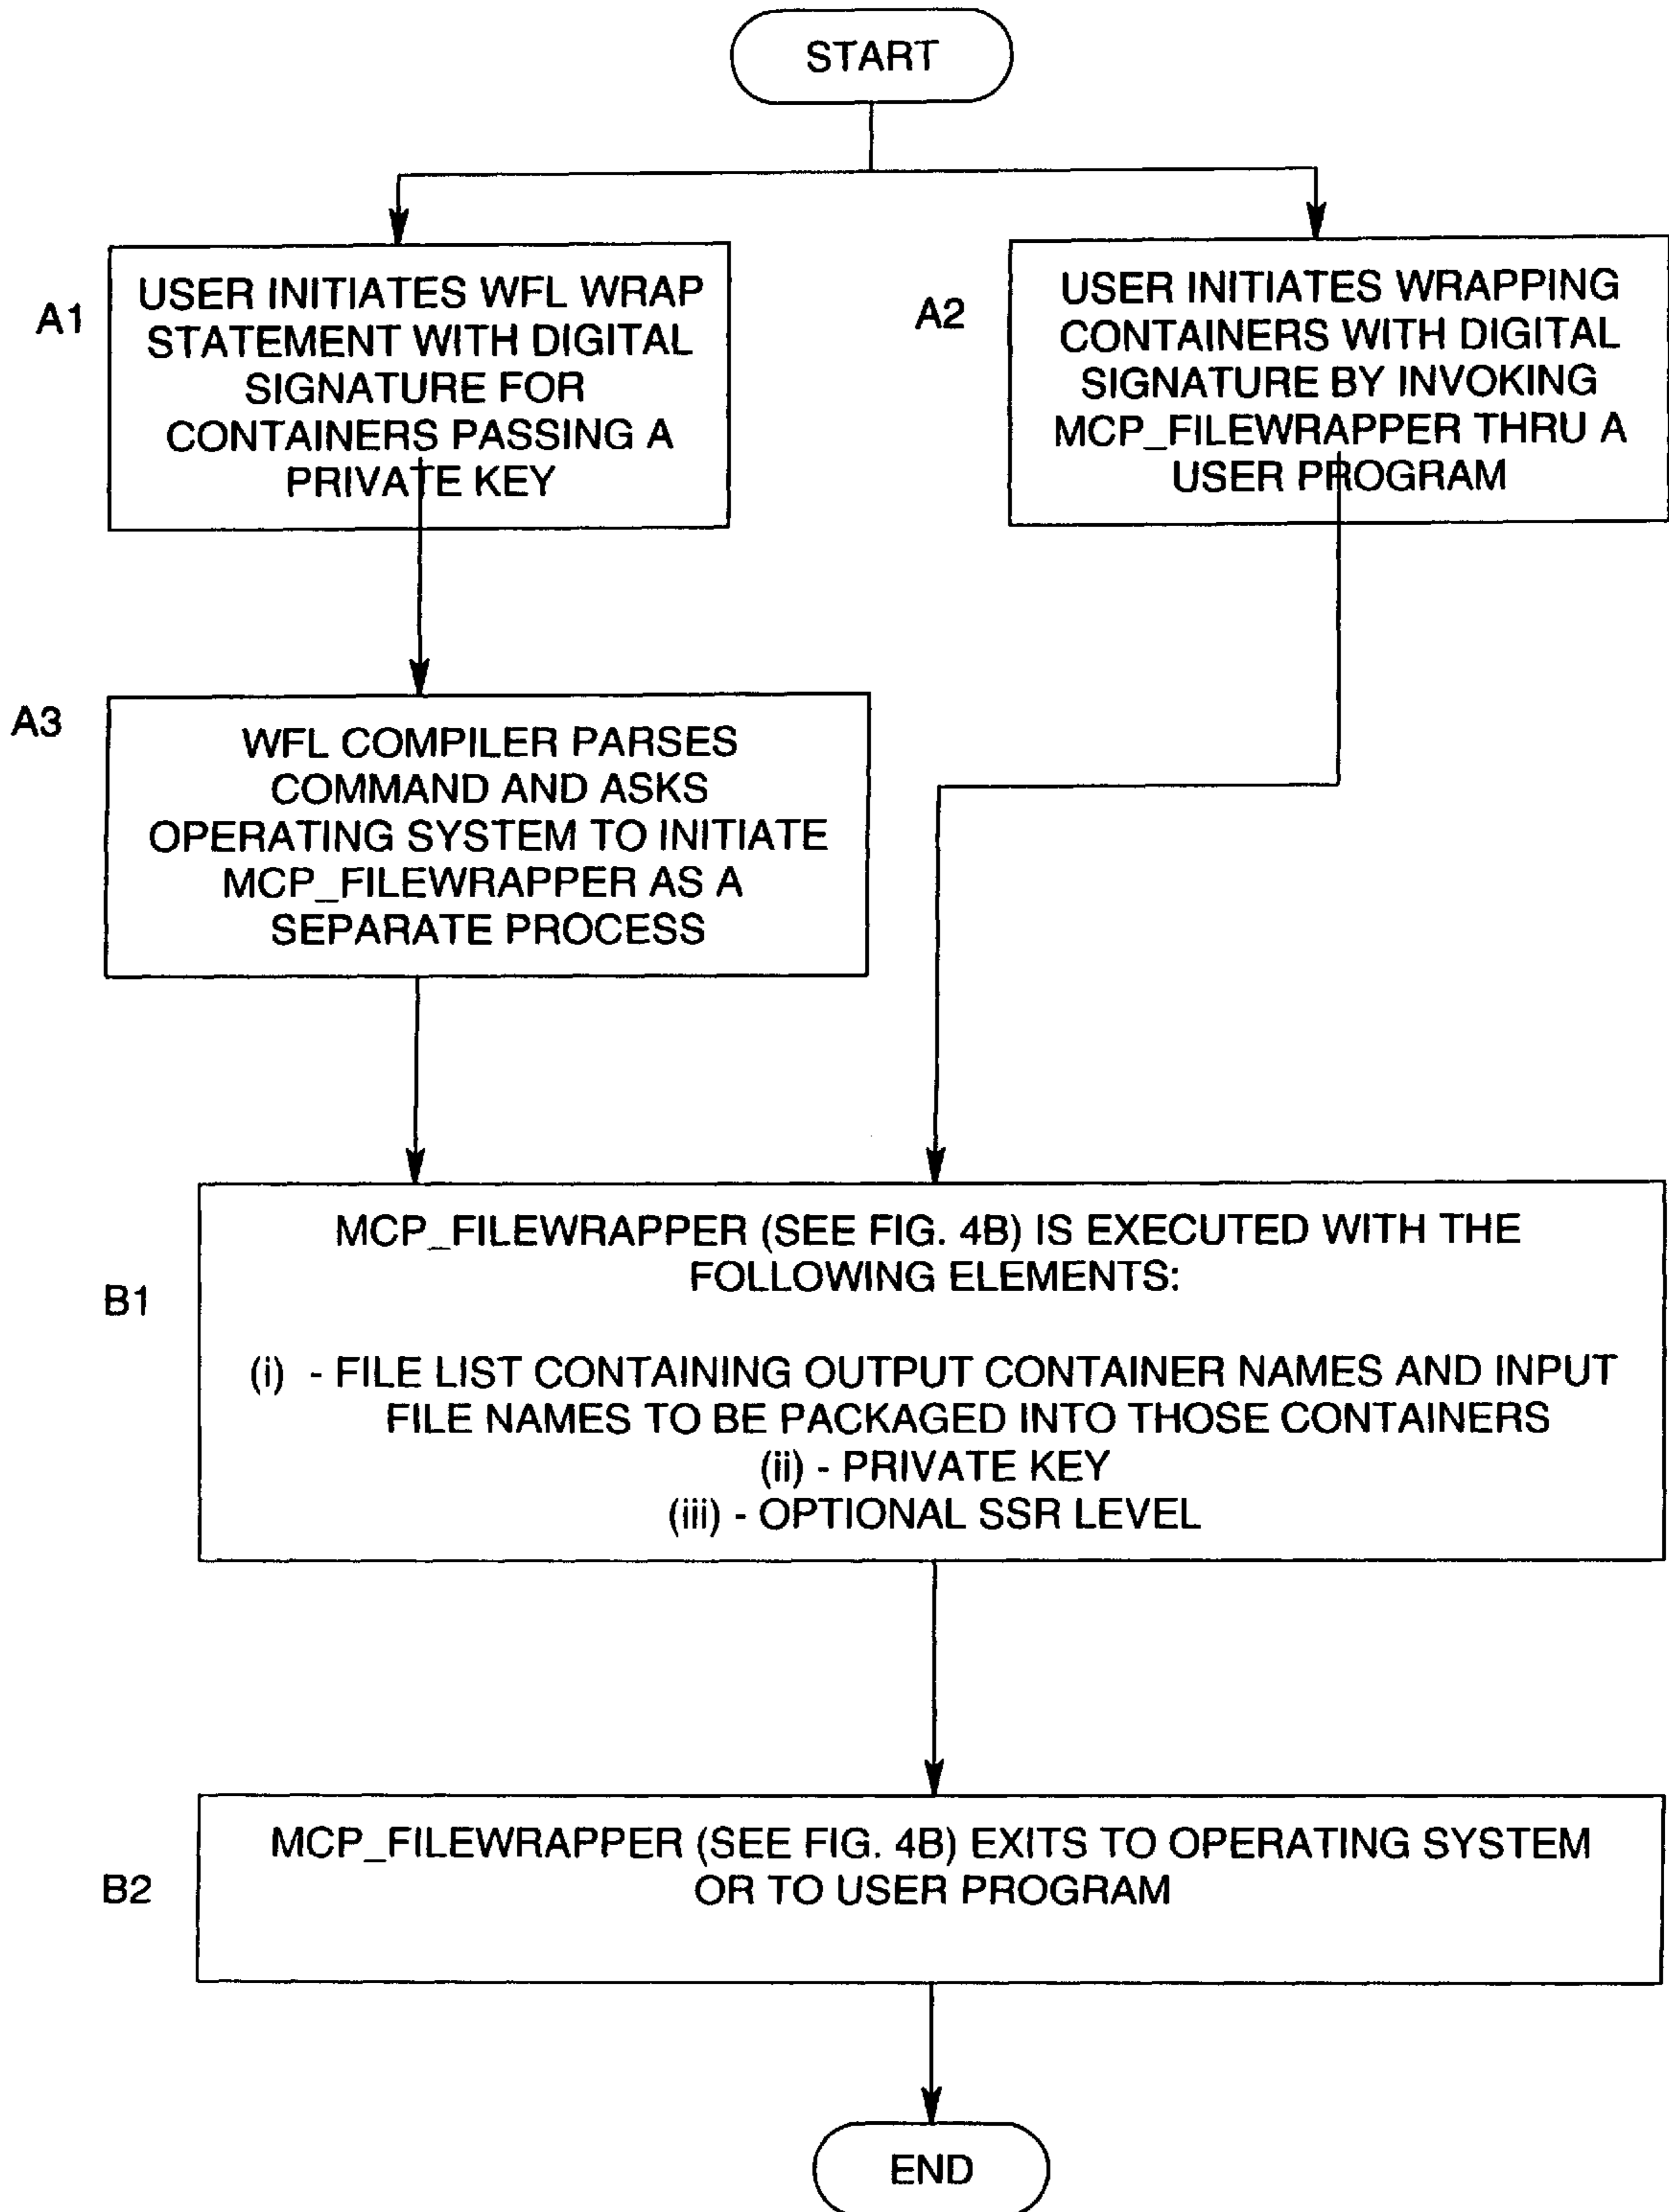 START
A1
USER INITIATES WFL WRAP
STATEMENT WITH DIGITAL
SIGNATURE FOR
CONTAINERS PASSING A
PRIVATE KEY
A2
USER INITIATES WRAPPING
CONTAINERS WITH DIGITAL
SIGNATURE BY INVOKING
MCP_FILEWRAPPER THRU A
USER PROGRAM
A3
WFL COMPILER PARSES
COMMAND AND ASKS
OPERATING SYSTEM TO INITIATE
MCP_FILEWRAPPER AS A
SEPARATE PROCESS
B1
MCP_FILEWRAPPER (SEE FIG. 4B) IS EXECUTED WITH THE
FOLLOWING ELEMENTS:
(i) - FILE LIST CONTAINING OUTPUT CONTAINER NAMES AND INPUT
FILE NAMES TO BE PACKAGED INTO THOSE CONTAINERS
(ii) - PRIVATE KEY
(iii) - OPTIONAL SSR LEVEL
B2
MCP_FILEWRAPPER (SEE FIG. 4B) EXITS TO OPERATING SYSTEM
OR TO USER PROGRAM
END